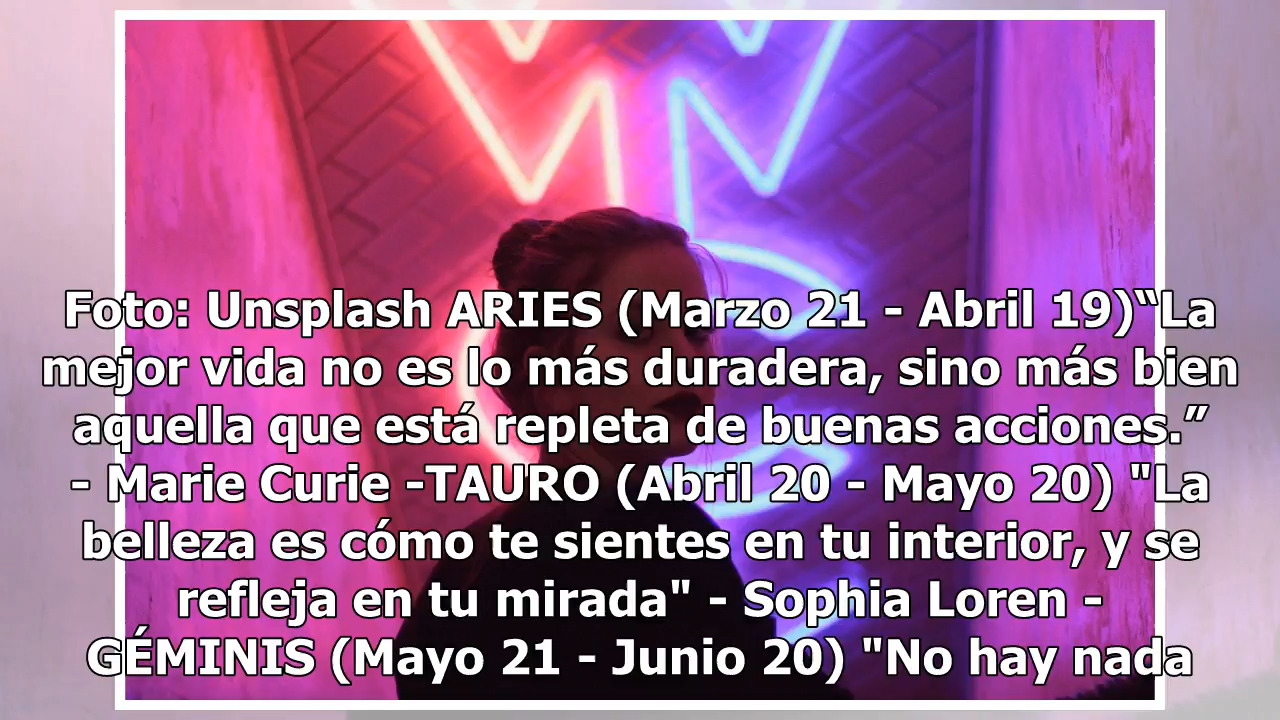 Foto: Unsplash ARIES (Marzo 21 - Abril 19)“La
mejor vida no es lo más duradera, sino más bien
aquella que está repleta de buenas acciones.”
- Marie Curie -TAURO (Abril 20 - Mayo 20) "La
belleza es cómo te sientes en tu interior, y se
refleja en tu mirada" - Sophia Loren -
GÉMINIS (Mayo 21 - Junio 20) "No hay nada